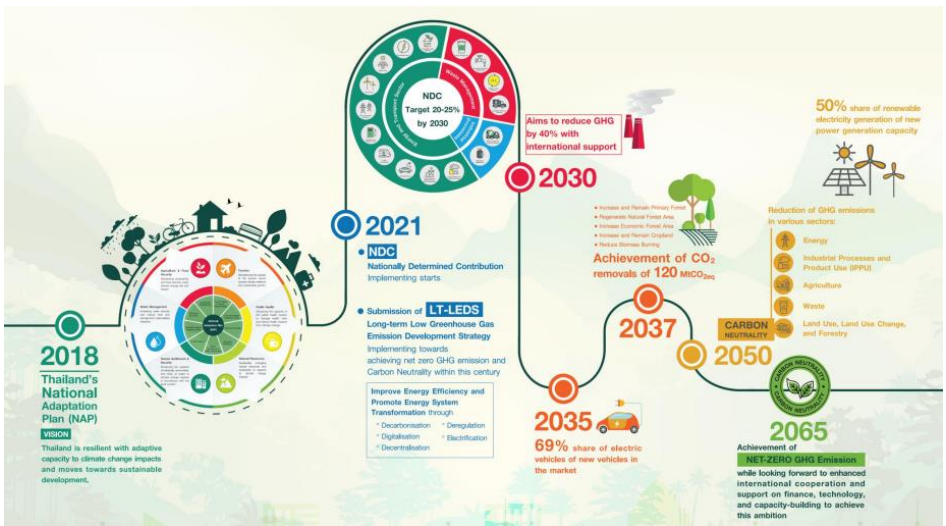 2018
Thailand's
National
Adaptation
Plan (NAP)
VISION
Thailand is resilient with adaptive
capacity to climate change impacts
and moves towards sustainable
development.
2021
NDC
Nationally Determined Contribution
Implementing starts
Submission of LT-LEDS
Long-term Low Greenhouse Gas
Emission Development Strategy
Implementing towards
achieving net zero GHG emission and
Carbon Neutrality within this century
Improve Energy Efficiency and
Promote Energy System
Transformation through
* Decarbonisation
* Deregulation
* Digitalisation
* Electrification
* Decentralisation
NDC
Target 20-25%
by 2030
Energy and Transport Sector
Waste Management
Aims to reduce GHG
by 40% with
international support
2030
2035
69% share of electric
vehicles of new vehicles in
the market
• Increase and Remain Primary Forest
• Regenerate Natural Forest Area
• Increase Economic Forest Area
• Increase and Remain Cropland
• Reduce Biomass Burning
Achievement of CO2
removals of 120 MtCO2eq
2037
CARBON
NEUTRALITY
2050
50% share of renewable
electricity generation of new
power generation capacity
Reduction of GHG emissions
in various sectors:
Energy
Industrial Processes and
Product Use (IPPU)
Agriculture
Waste
Land Use, Land Use Change,
and Forestry
CARBON NEUTRALITY
CARBON NEUTRALITY
2065
Achievement of
NET-ZERO GHG Emission
while looking forward to enhanced
international cooperation and
support on finance, technology,
and capacity-building to achieve
this ambition